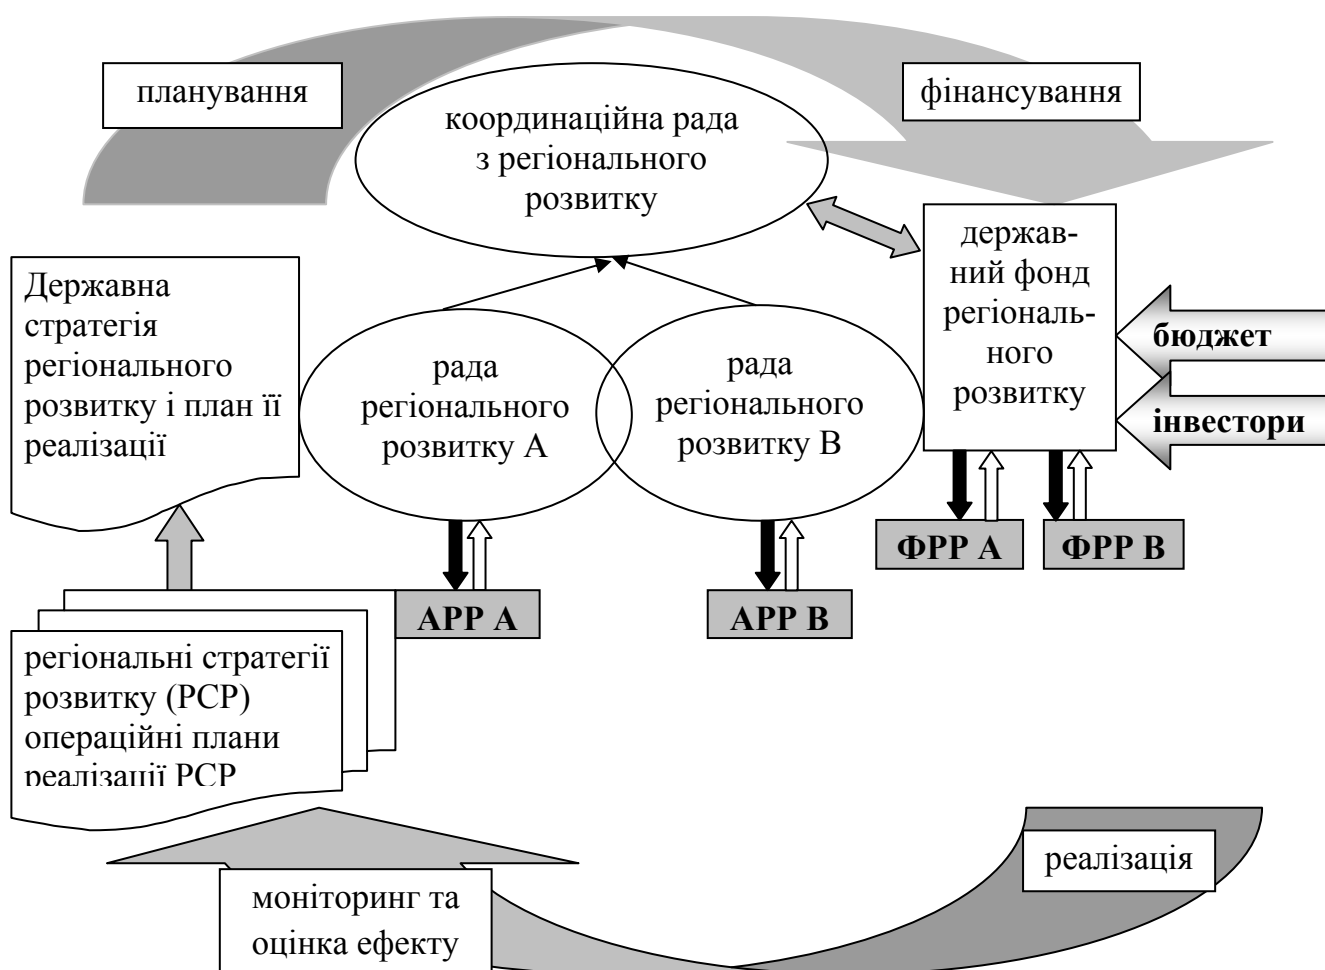 планування
фінансування
координаційна рада
з регіонального
розвитку
держав-
ний фонд
регіональ-
ного
розвитку
Державна
стратегія
регіонального
розвитку і план її
реалізації
бюджет
інвестори
рада
регіонального
розвитку А
рада
регіонального
розвитку В
ФРР А
ФРР В
АРР А
АРР В
регіональні стратегії
розвитку (РСР)
операційні плани
реалізації РСР
реалізація
моніторинг та
оцінка ефекту